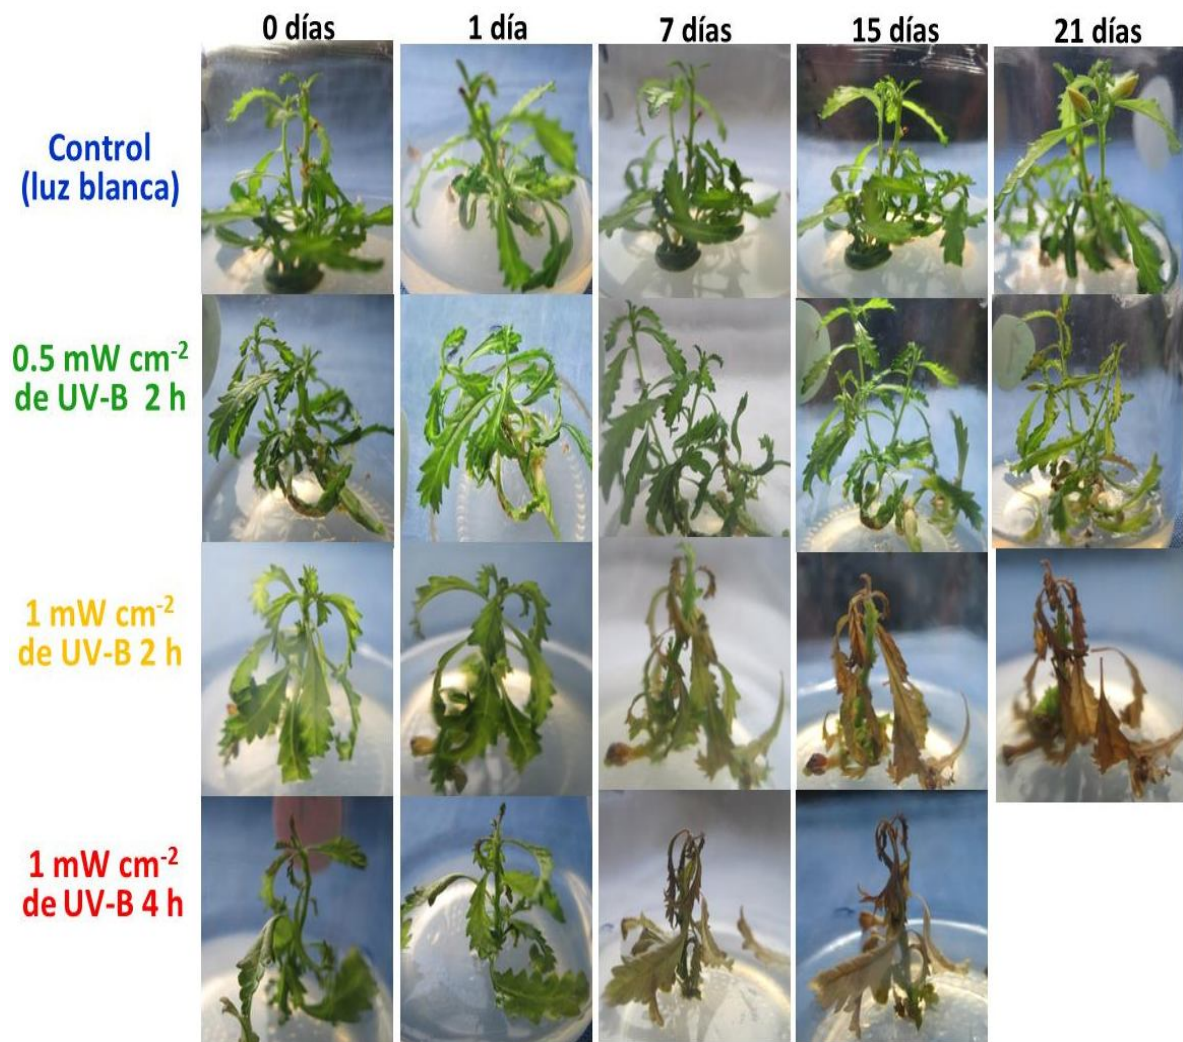 0 días
1 día
7 días
15 días
21 días
Control
(luz blanca)
0.5 mW cm⁻²
de UV-B 2 h
1 mW cm⁻²
de UV-B 2 h
1 mW cm⁻²
de UV-B 4 h